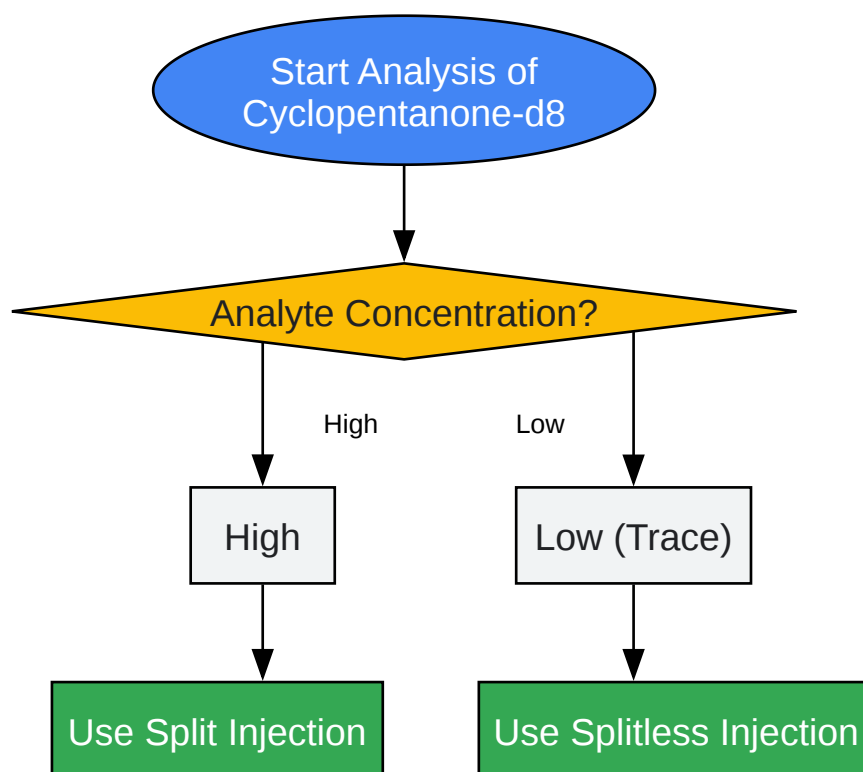 Start Analysis of
Cyclopentanone-d8
Analyte Concentration?
High
Low
High
Low (Trace)
Use Split Injection
Use Splitless Injection